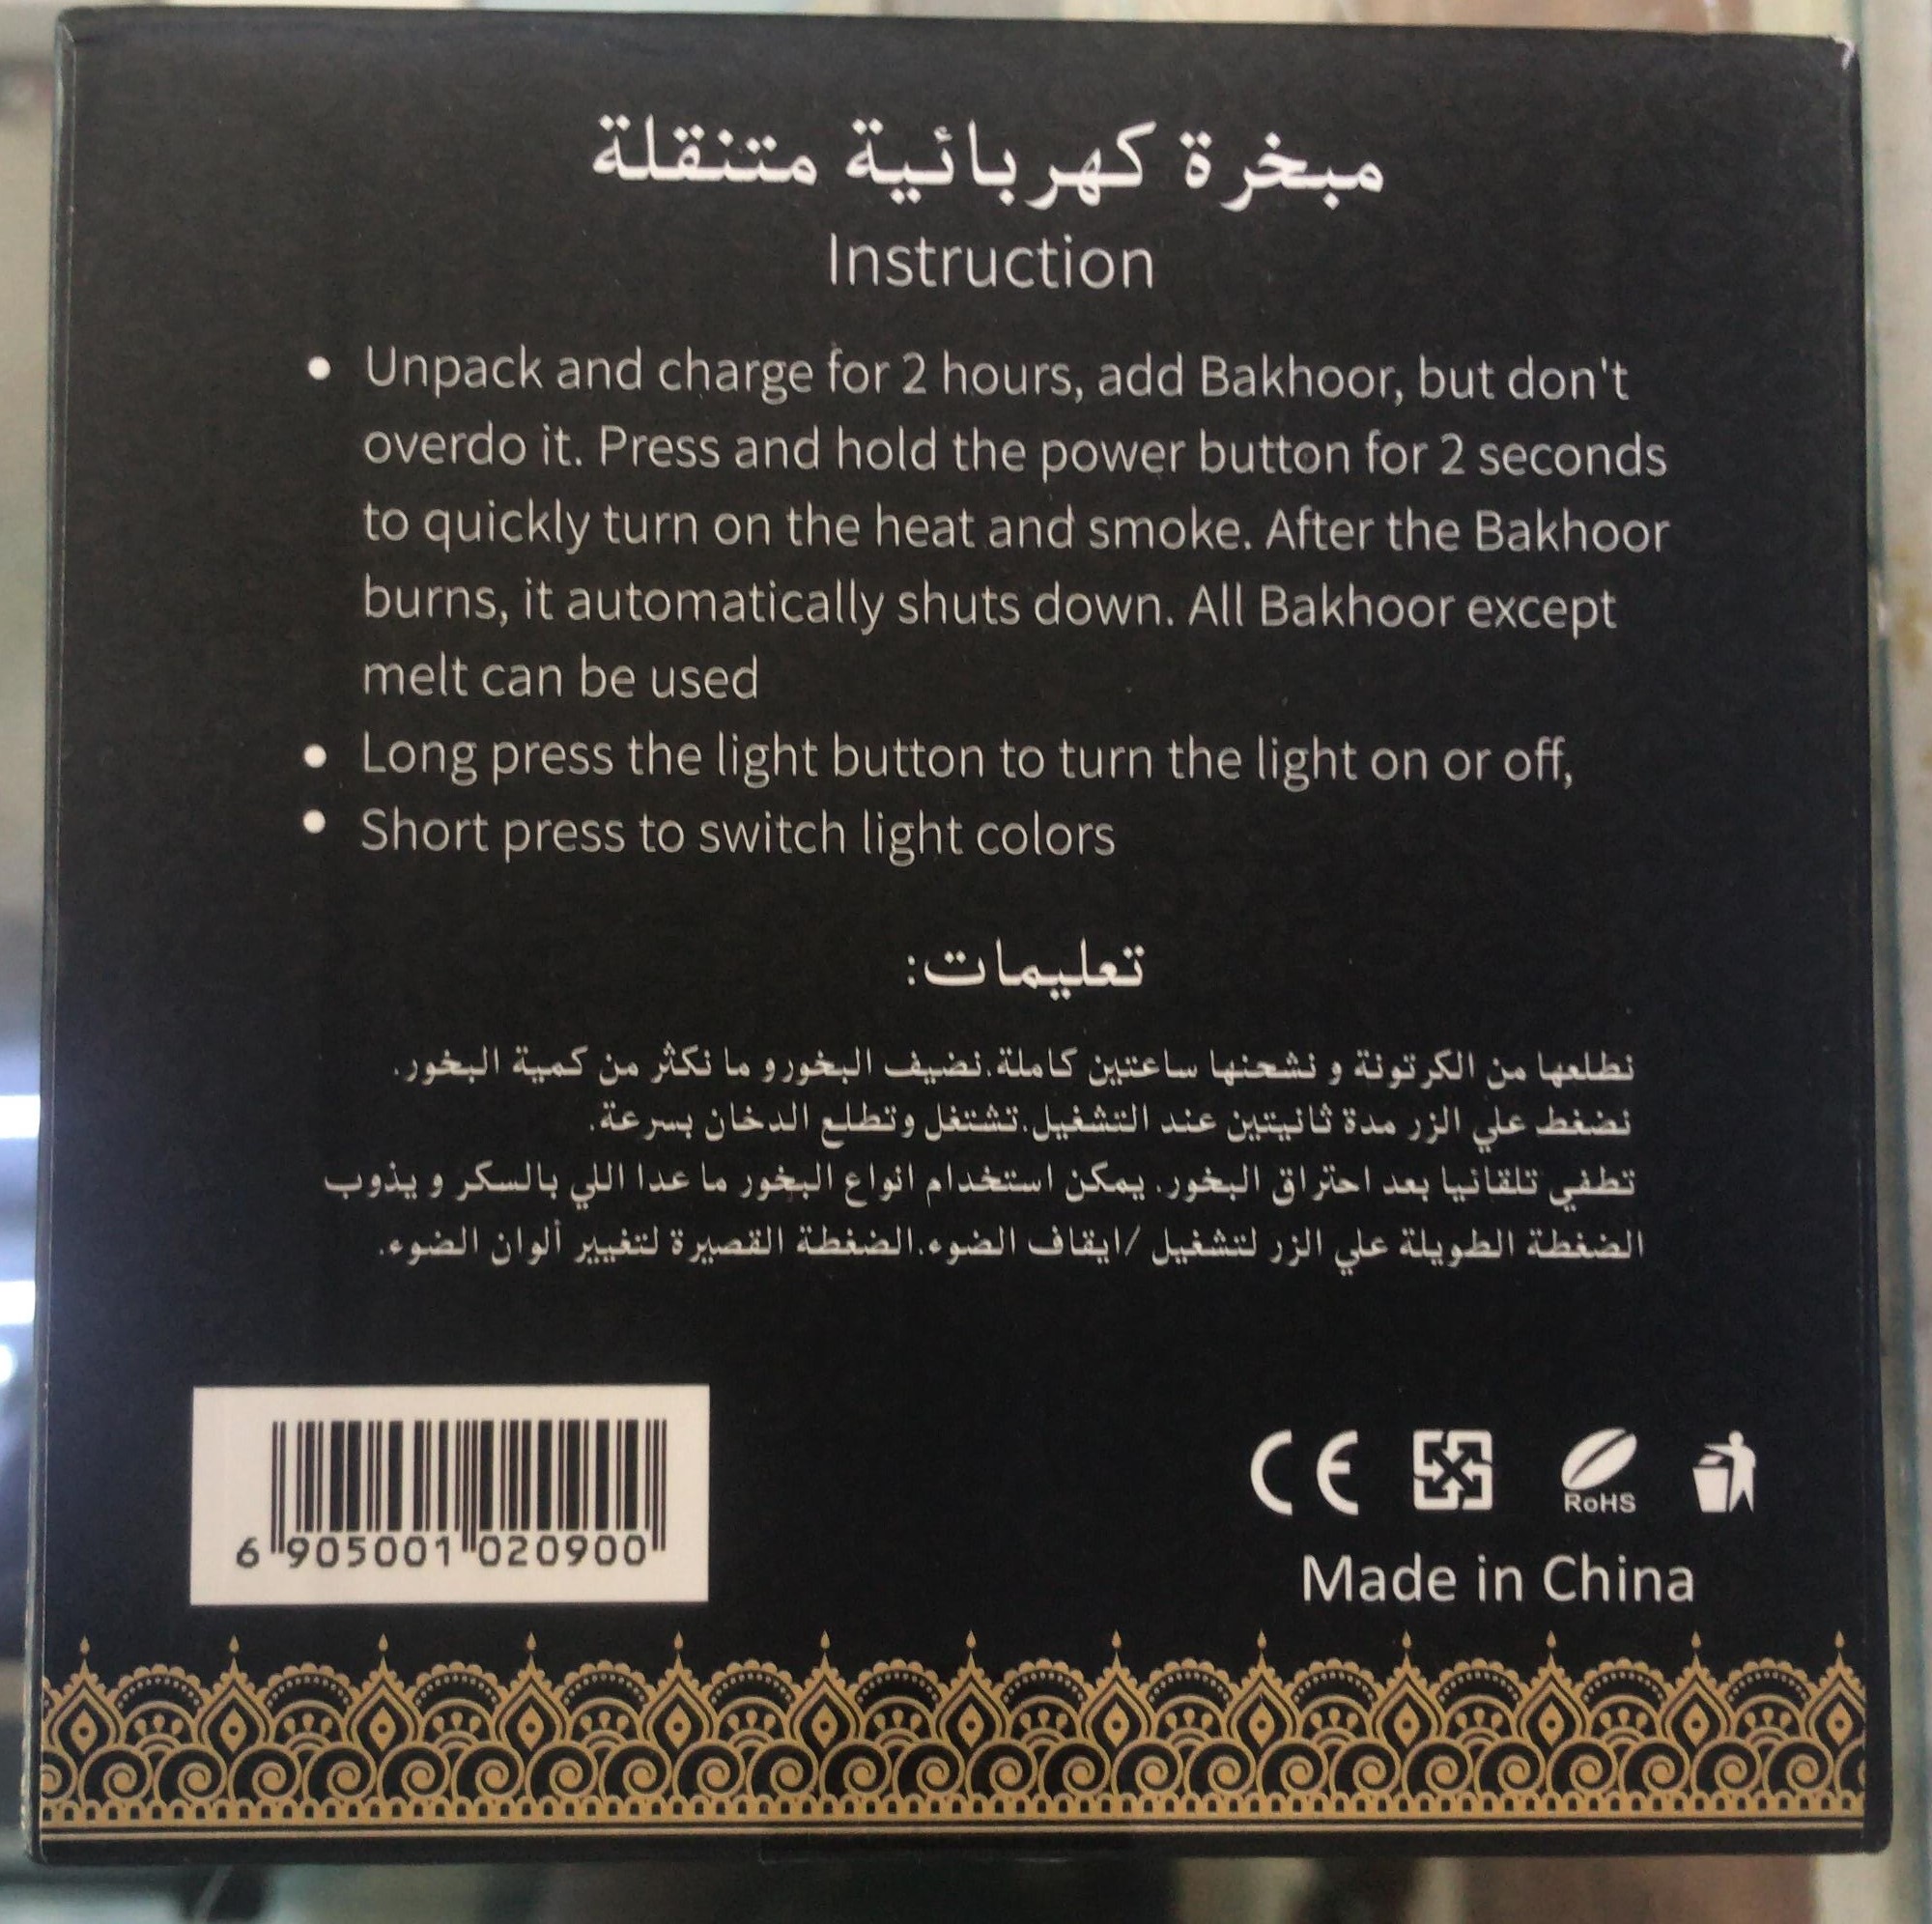 مبخرة كهربائية متنقلة
Instruction
• Unpack and charge for 2 hours, add Bakhoor, but don't
overdo it. Press and hold the power button for 2 seconds
to quickly turn on the heat and smoke. After the Bakhoor
burns, it automatically shuts down. All Bakhoor except
melt can be used
• Long press the light button to turn the light on or off,
• Short press to switch light colors
تعليمات:
نطلعها من الكرتونة و نشحنها ساعتين كاملة.نضيف البخورو ما نكثر من كمية البخور.
نضغط علي الزر مدة ثانيتين عند التشغيل.تشتغل وتطلع الدخان بسرعة.
تطفي تلقائيا بعد احتراق البخور. يمكن استخدام انواع البخور ما عدا اللي بالسكر و يذوب
الضغطة الطويلة علي الزر لتشغيل /ايقاف الضوء.الضغطة القصيرة لتغيير ألوان الضوء.
6 905001 020900
CE
RoHS
Made in China